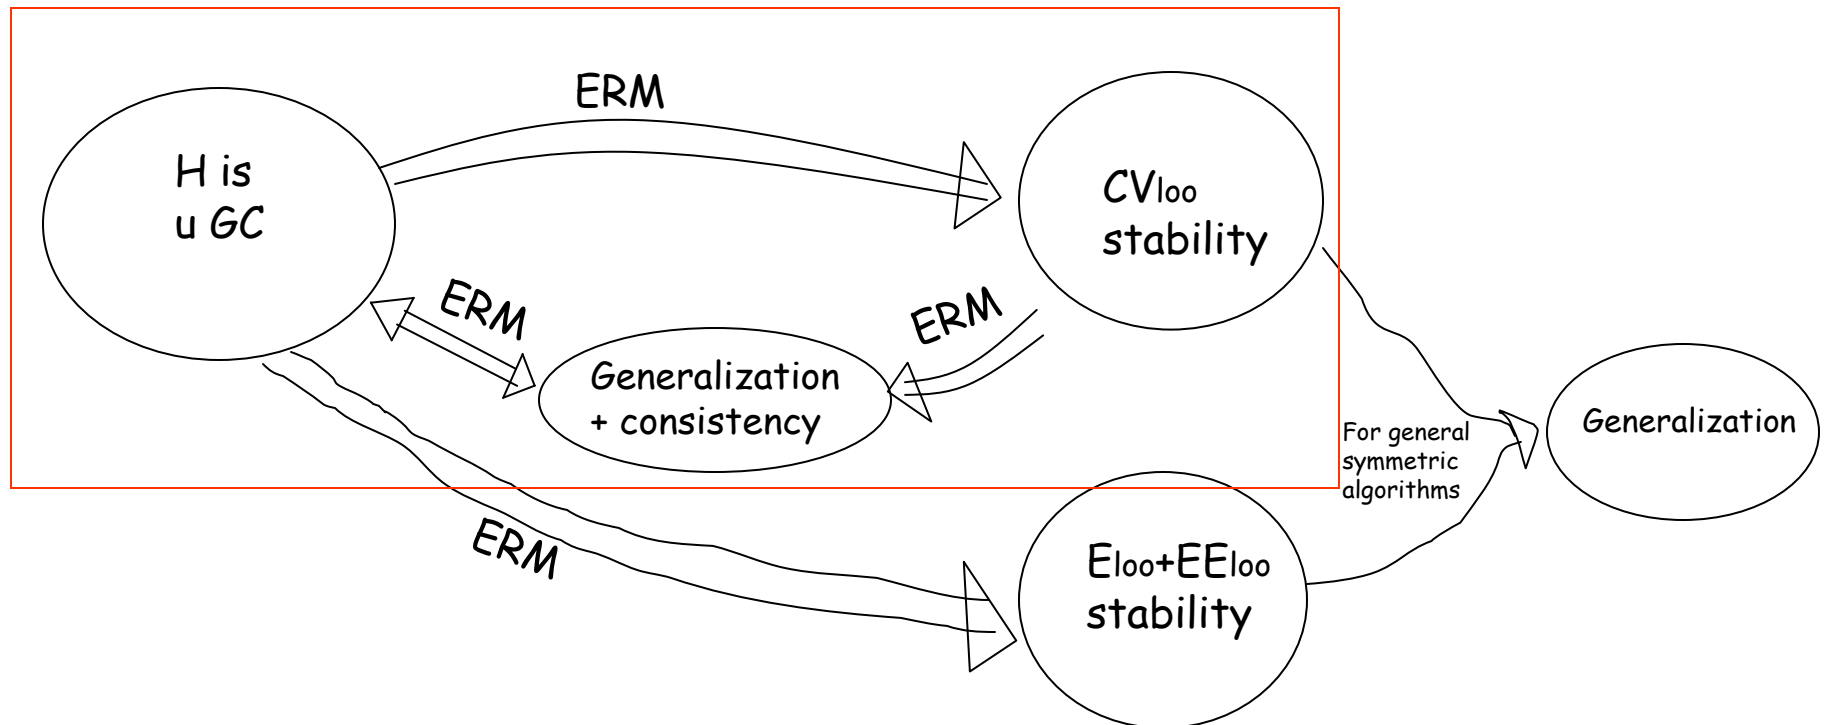 ERM
H is
u GC
CVloo
stability
ERM
ERM
Generalization
+ consistency
Generalization
For general
symmetric
algorithms
ERM
Eloo+EEloo
stability